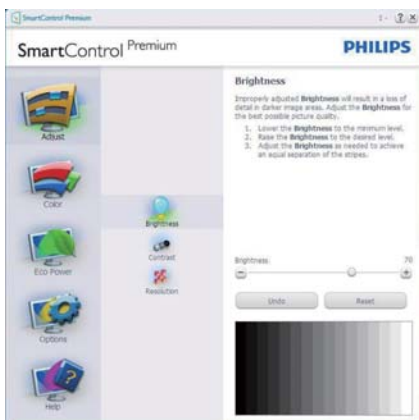 SmartControl Premium
SmartControl Premium
PHILIPS
Adjust
Color
Eco Power
Options
Help
Brightness
Contrast
Resolution
Brightness
Improperly adjusted Brightness will result in a loss of
detail in darker image areas. Adjust the Brightness for
the best possible picture quality.
1. Lower the Brightness to the minimum level.
2. Raise the Brightness to the desired level.
3. Adjust the Brightness as needed to achieve
an equal separation of the stripes.
Brightness: 70
Undo Reset